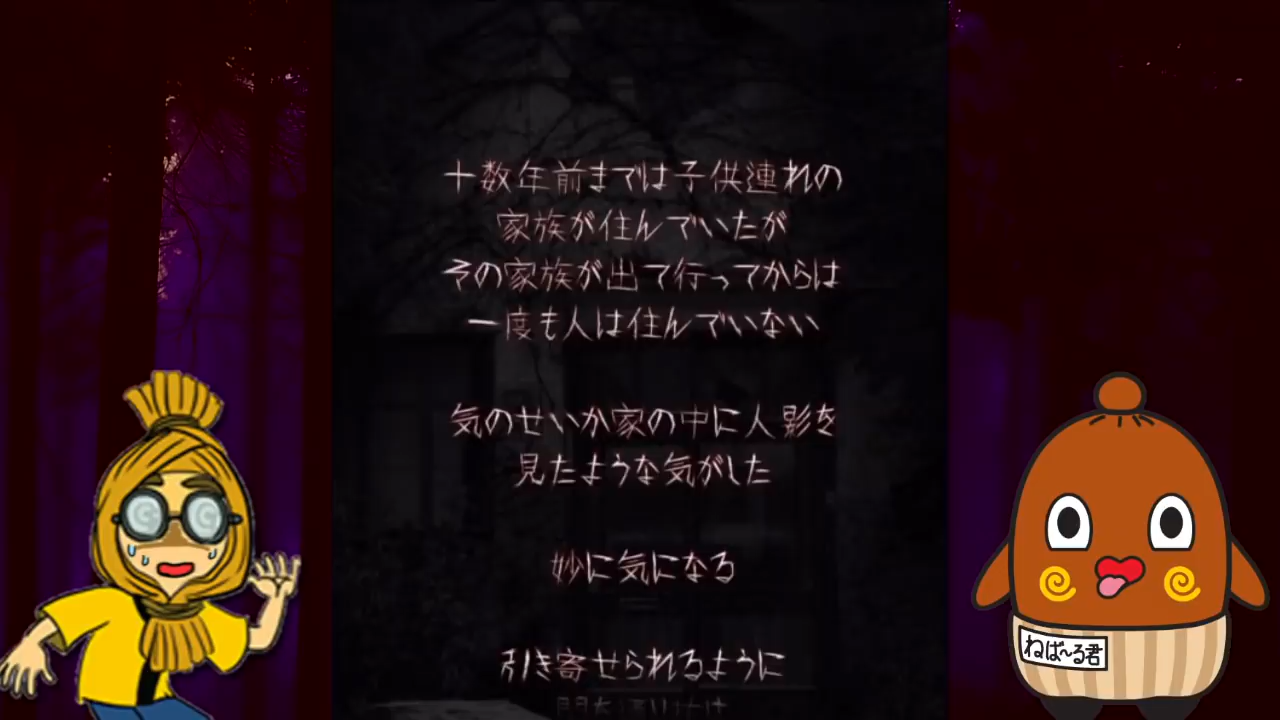 十数年前までは子供連れの
家族が住んでいたが
その家族が出て行ってからは
一度も人は住んでいない
気のせいか家の中に人影を
見たような気がした
妙に気になる
引き寄せられるように
ねば~る君